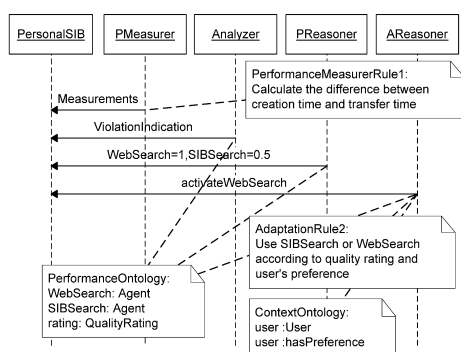 PersonalSIB
PMeasurer
Analyzer
PReasoner
AReasoner
PerformanceMeasurerRule1:
Calculate the difference between
creation time and transfer time
Measurements
ViolationIndication
WebSearch=1,SIBSearch=0.5
activateWebSearch
AdaptationRule2:
Use SIBSearch or WebSearch
according to quality rating and
user's preference
PerformanceOntology:
WebSearch: Agent
SIBSearch: Agent
rating: QualityRating
ContextOntology:
user :User
user :hasPreference